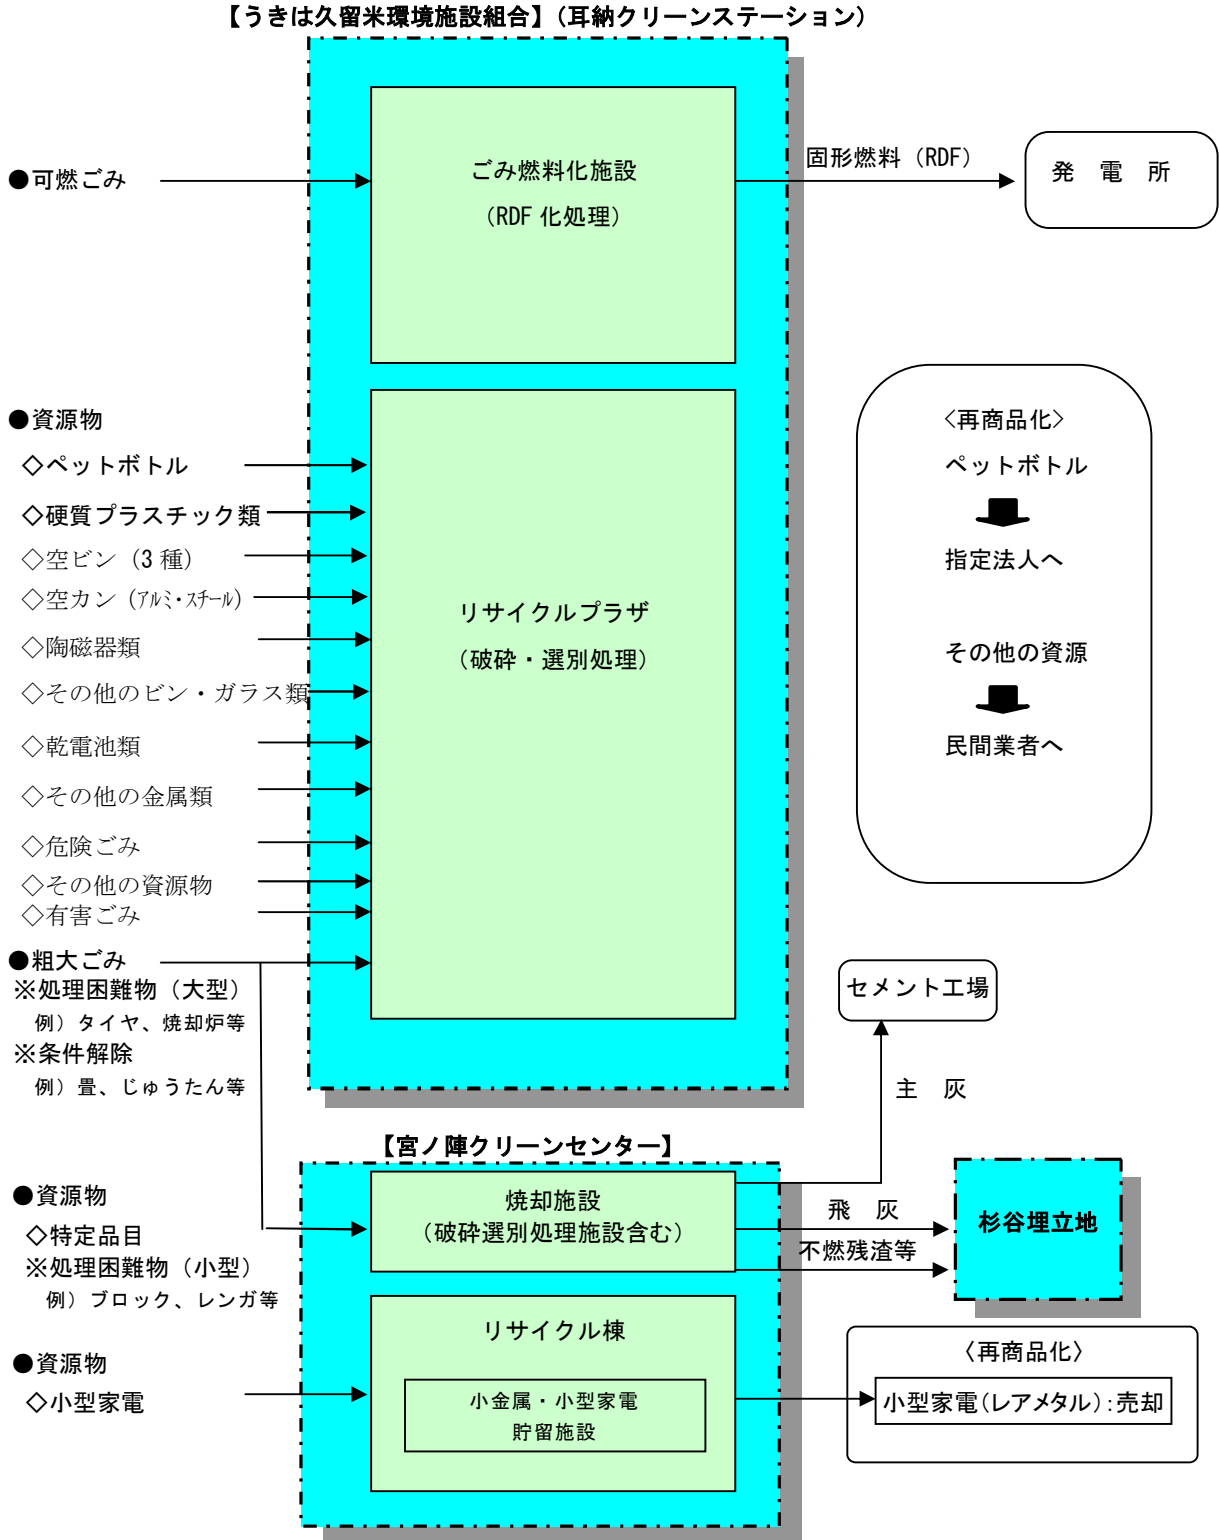 【うきは久留米環境施設組合】(耳納クリーンステーション)
●可燃ごみ
ごみ燃料化施設
(RDF 化処理)
固形燃料(RDF)
発 電 所
●資源物
◇ペットボトル
◇硬質プラスチック類
◇空ビン(3 種)
◇空カン(アルミ・スチール)
◇陶磁器類
◇その他のビン・ガラス類
◇乾電池類
◇その他の金属類
◇危険ごみ
◇その他の資源物
◇有害ごみ
●粗大ごみ
※処理困難物(大型)
例)タイヤ、焼却炉等
※条件解除
例)畳、じゅうたん等
リサイクルプラザ
(破砕・選別処理)
〈再商品化〉
ペットボトル
指定法人へ
その他の資源
民間業者へ
セメント工場
主 灰
【宮ノ陣クリーンセンター】
●資源物
◇特定品目
※処理困難物(小型)
例)ブロック、レンガ等
焼却施設
(破砕選別処理施設含む)
飛 灰
不燃残渣等
杉谷埋立地
●資源物
◇小型家電
リサイクル棟
小金属・小型家電
貯留施設
〈再商品化〉
小型家電(レアメタル):売却